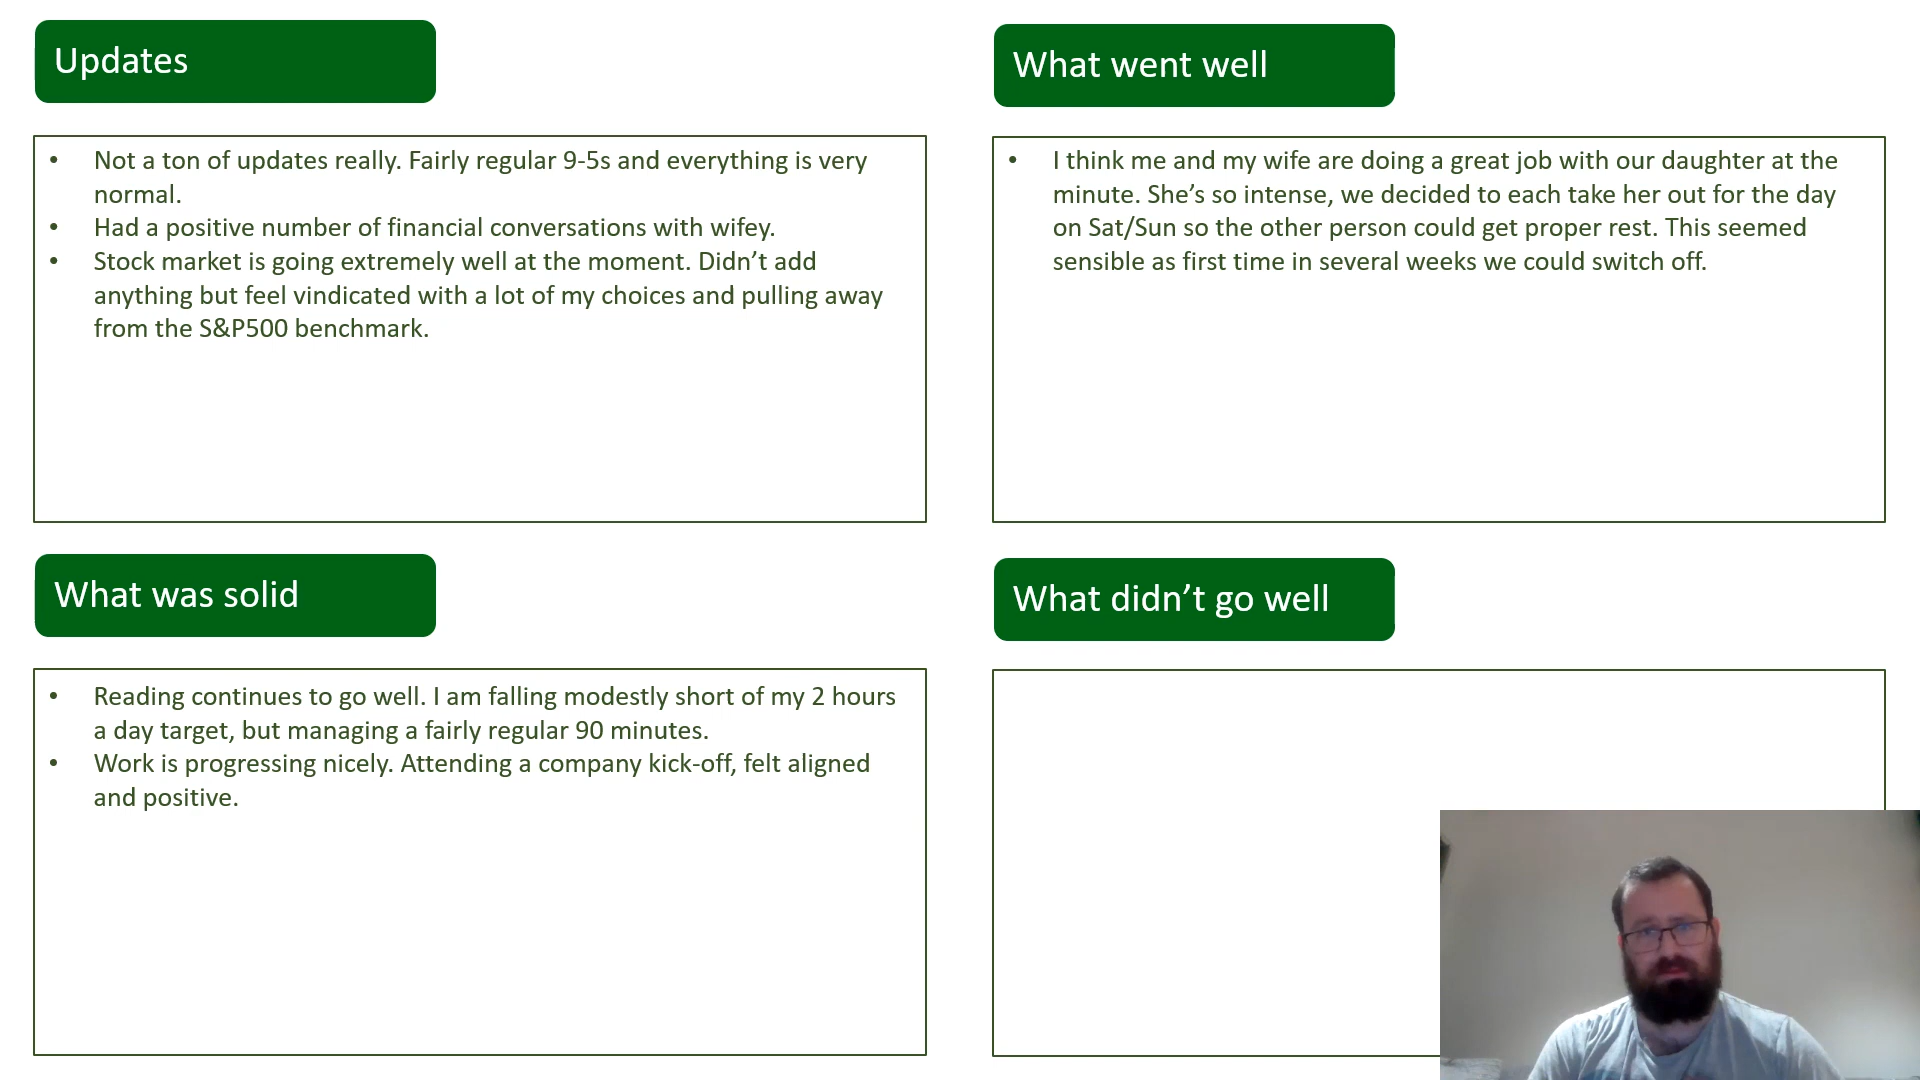 Updates
• Not a ton of updates really. Fairly regular 9-5s and everything is very
normal.
• Had a positive number of financial conversations with wifey.
• Stock market is going extremely well at the moment. Didn’t add
anything but feel vindicated with a lot of my choices and pulling away
from the S&P500 benchmark.
What went well
• I think me and my wife are doing a great job with our daughter at the
minute. She’s so intense, we decided to each take her out for the day
on Sat/Sun so the other person could get proper rest. This seemed
sensible as first time in several weeks we could switch off.
What was solid
• Reading continues to go well. I am falling modestly short of my 2 hours
a day target, but managing a fairly regular 90 minutes.
• Work is progressing nicely. Attending a company kick-off, felt aligned
and positive.
What didn’t go well